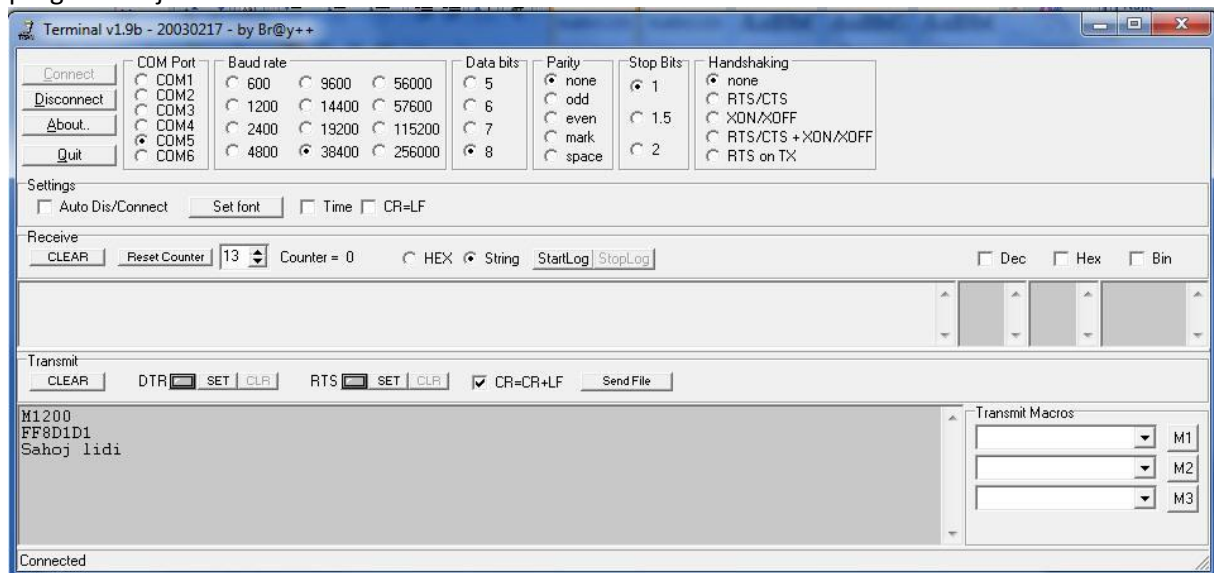 Terminal v1.9b - 20030217 - by Br@y++
Connect
Disconnect
About..
Quit
COM Port
COM1
COM2
COM3
COM4
COM5
COM6
Baud rate
600 9600 56000
1200 14400 57600
2400 19200 115200
4800 38400 256000
Data bits
5
6
7
8
Parity
none
odd
even
mark
space
Stop Bits
1
1.5
2
Handshaking
none
RTS/CTS
XON/XOFF
RTS/CTS + XON/XOFF
RTS on TX
Settings
Auto Dis/Connect Set font Time CR=LF
Receive
CLEAR Reset Counter 13 Counter = 0 HEX String StartLog StopLog Dec Hex Bin
Transmit
CLEAR DTR SET CLR RTS SET CLR CR=CR+LF Send File
M1200
FF8D1D1
Sahoj lidi
Transmit Macros
M1
M2
M3
Connected